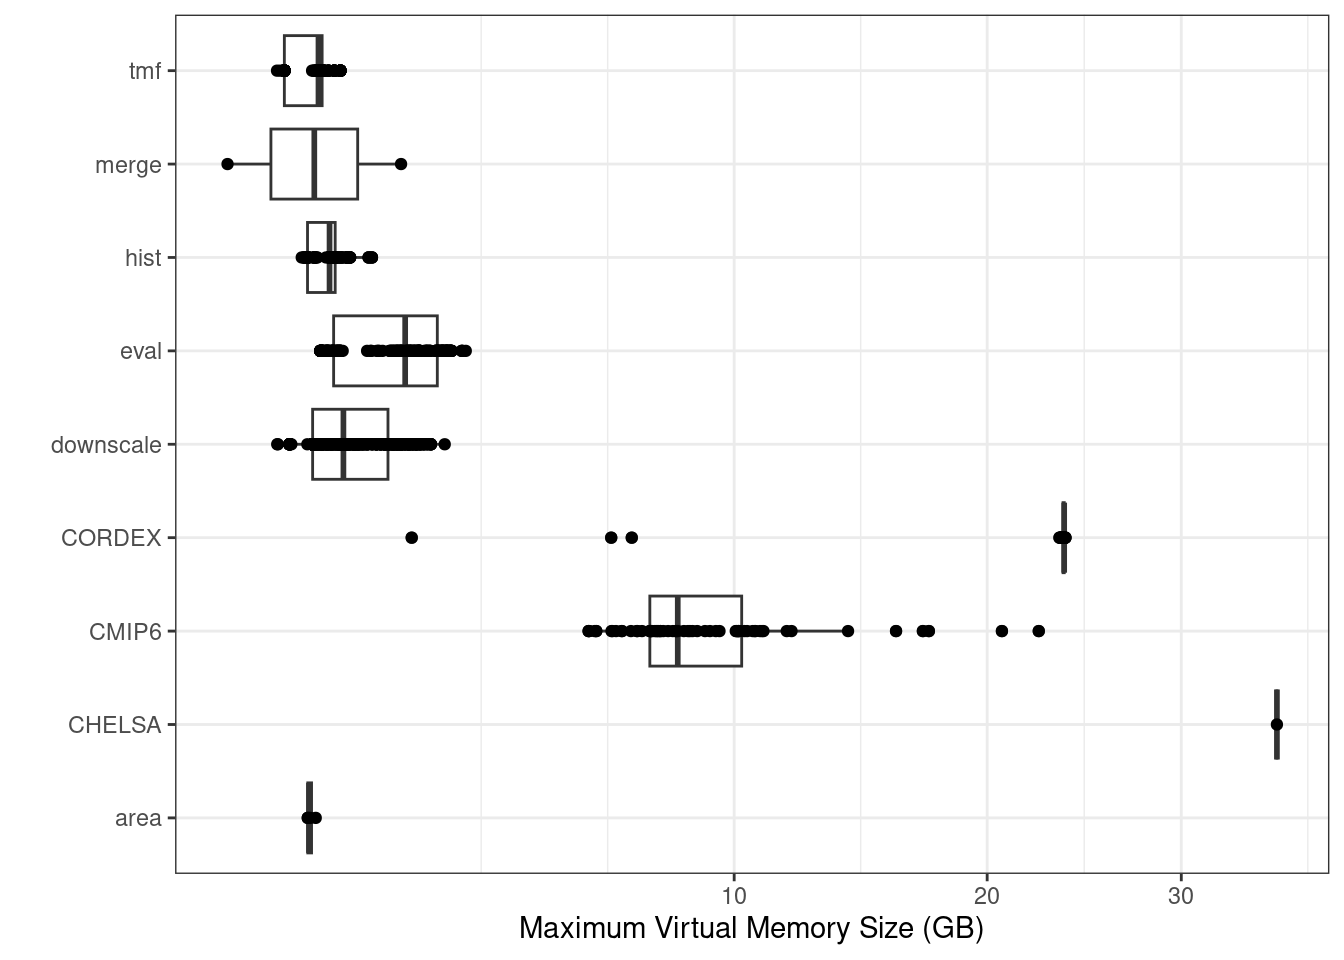 tmf
merge
hist
eval
downscale
CORDEX
CMIP6
CHELSA
area
10 20 30
Maximum Virtual Memory Size (GB)